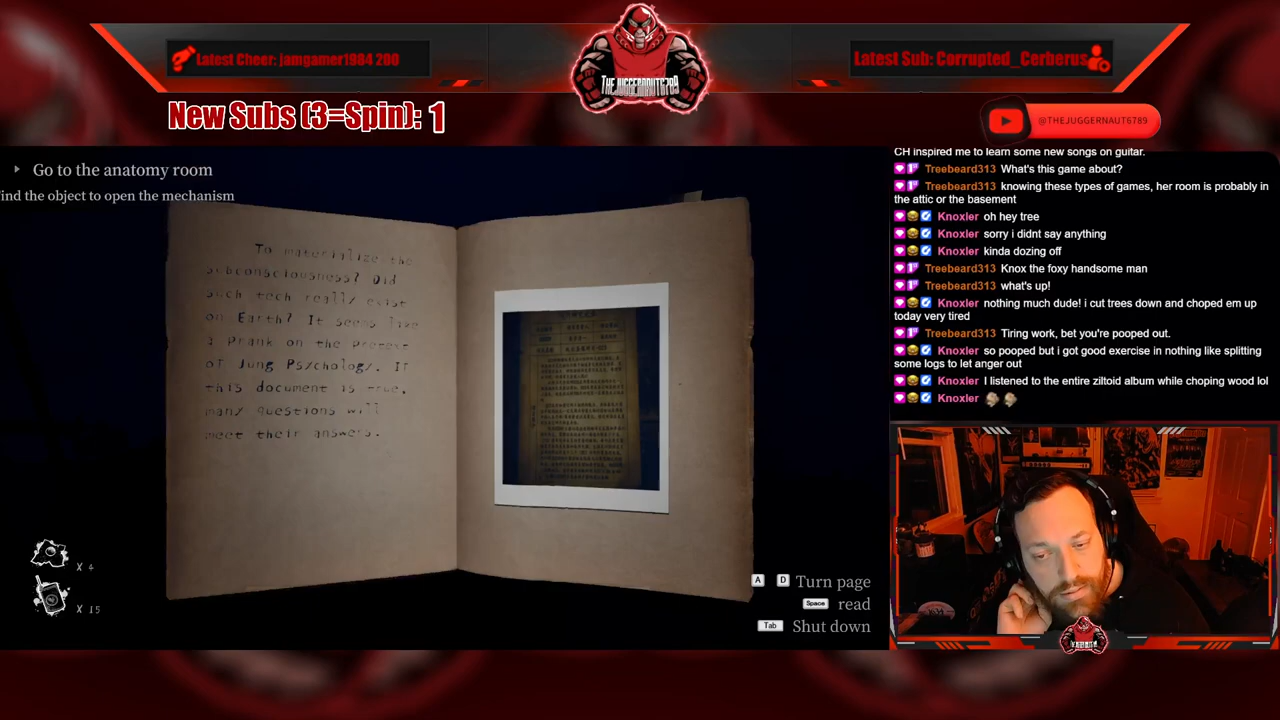 Latest Cheer: jamgamer1984 200
THEJUGGERNAUT6789
Latest Sub: Corrupted_Cerberus
New Subs (3=Spin): 1
@THEJUGGERNAUT6789
Go to the anatomy room
ind the object to open the mechanism
To materialize the
subconsciousness? Did
such tech really exist
on Earth? It seems like
a prank on the pretext
of Jung Psychology. If
this document is true,
many questions will
meet their answers.
X 4
X 15
A D Turn page
Space read
Tab Shut down
CH inspired me to learn some new songs on guitar.
Treebeard313 What's this game about?
Treebeard313 knowing these types of games, her room is probably in
the attic or the basement
Knoxler oh hey tree
Knoxler sorry i didnt say anything
Knoxler kinda dozing off
Treebeard313 Knox the foxy handsome man
Treebeard313 what's up!
Knoxler nothing much dude! i cut trees down and choped em up
today very tired
Treebeard313 Tiring work, bet you're pooped out.
Knoxler so pooped but i got good exercise in nothing like splitting
some logs to let anger out
Knoxler I listened to the entire ziltoid album while choping wood lol
Knoxler